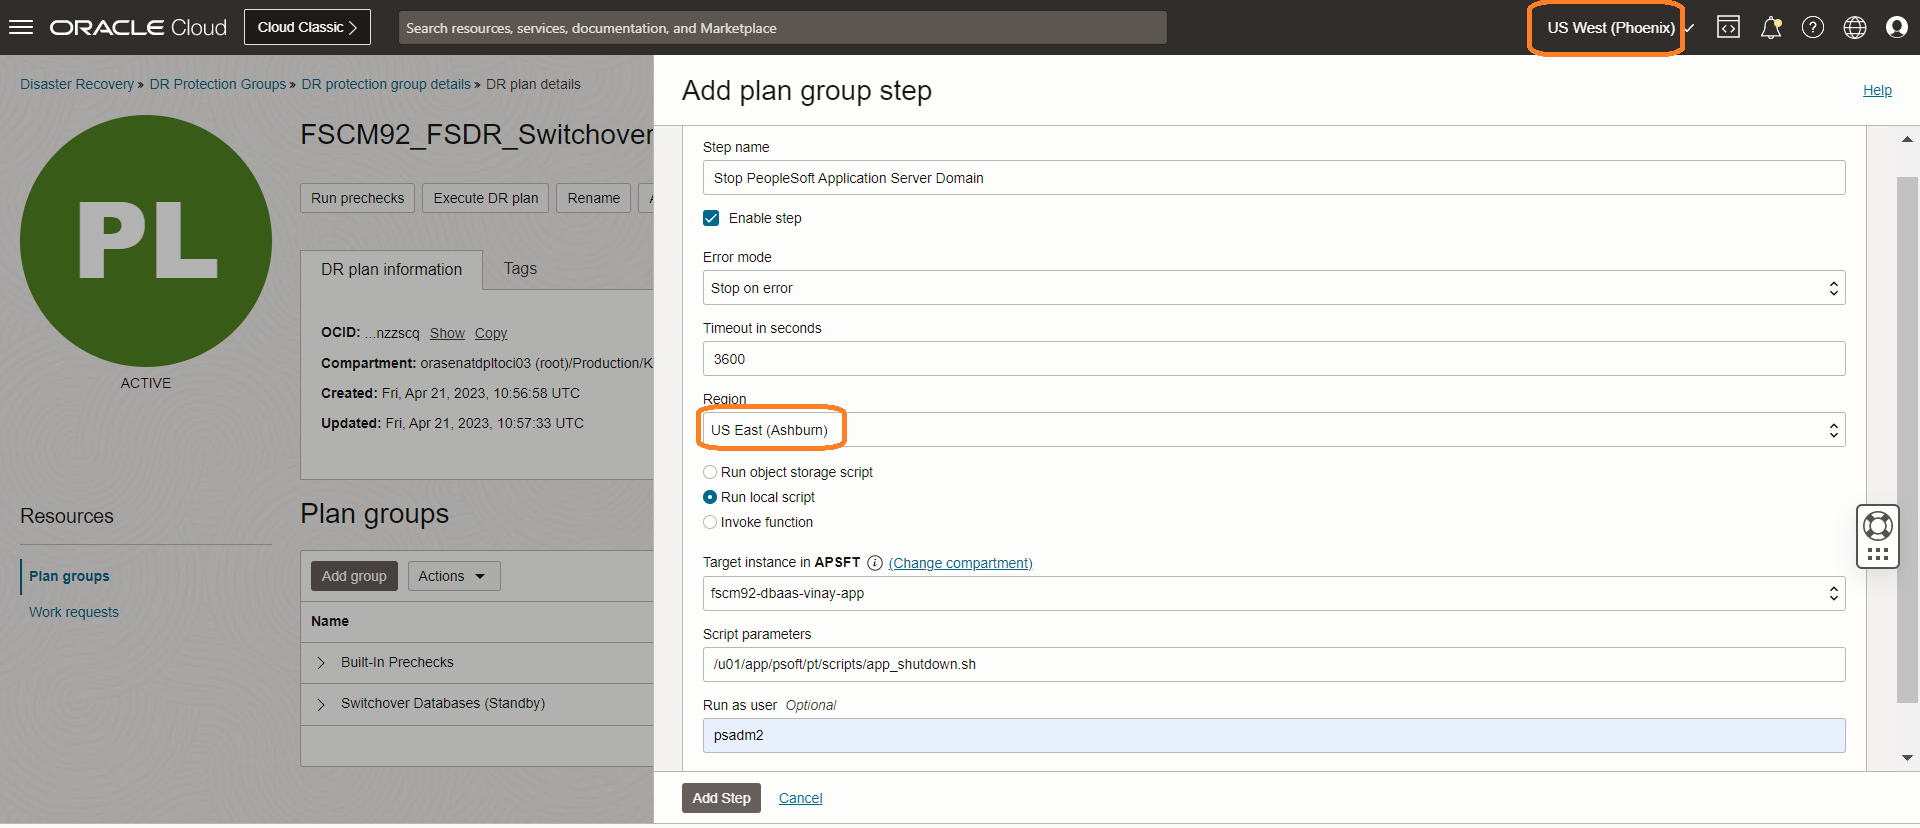 ORACLE Cloud
Cloud Classic
Search resources, services, documentation, and Marketplace
US West (Phoenix)
Disaster Recovery » DR Protection Groups » DR protection group details » DR plan details
PL
ACTIVE
FSCM92_FSDR_Switchover
Run prechecks
Execute DR plan
Rename
DR plan information
Tags
OCID: ...nzzscq Show Copy
Compartment: orasenatdpltoci03 (root)/Production/K
Created: Fri, Apr 21, 2023, 10:56:58 UTC
Updated: Fri, Apr 21, 2023, 10:57:33 UTC
Resources
Plan groups
Work requests
Plan groups
Add group
Actions
Name
Built-In Prechecks
Switchover Databases (Standby)
Add plan group step
Help
Step name
Stop PeopleSoft Application Server Domain
Enable step
Error mode
Stop on error
Timeout in seconds
3600
Region
US East (Ashburn)
Run object storage script
Run local script
Invoke function
Target instance in APSFT (Change compartment)
fscm92-dbaas-vinay-app
Script parameters
/u01/app/psoft/pt/scripts/app_shutdown.sh
Run as user Optional
psadm2
Add Step
Cancel